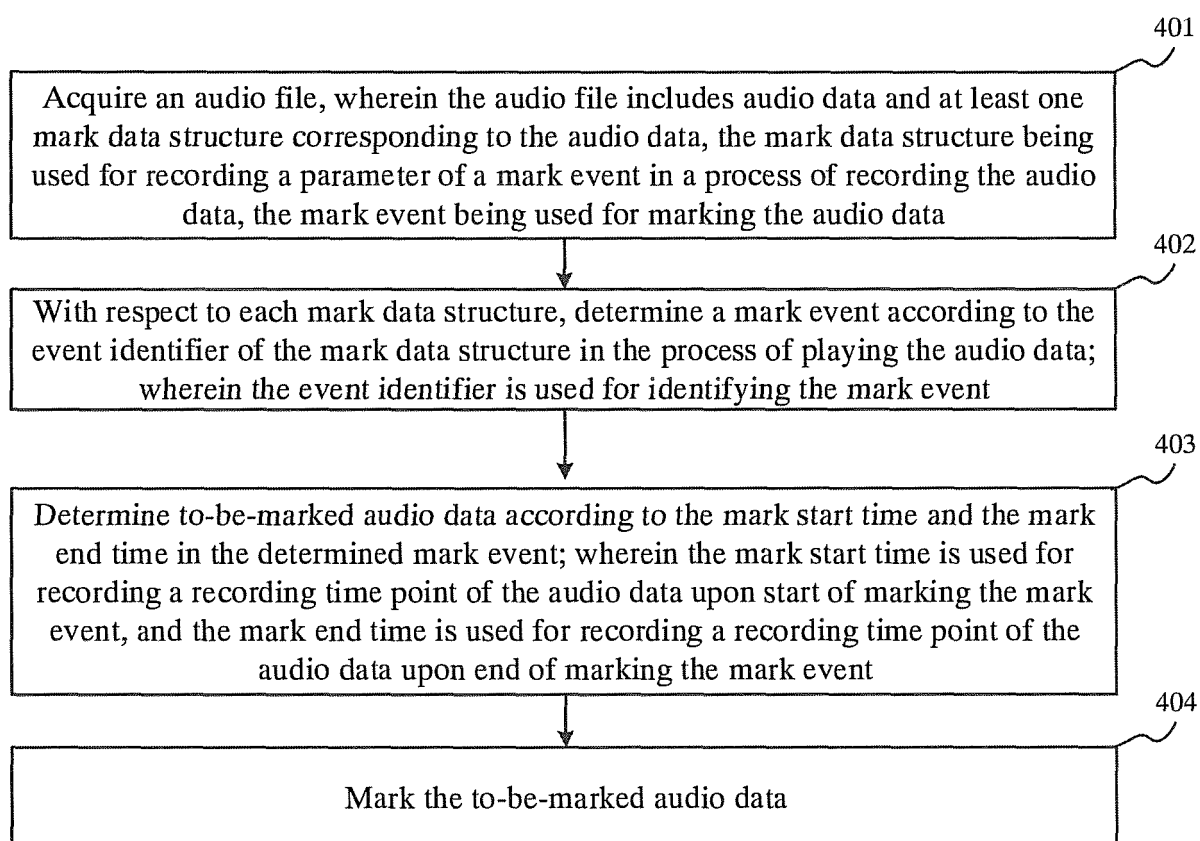 401
Acquire an audio file, wherein the audio file includes audio data and at least one
mark data structure corresponding to the audio data, the mark data structure being
used for recording a parameter of a mark event in a process of recording the audio
data, the mark event being used for marking the audio data
402
With respect to each mark data structure, determine a mark event according to the
event identifier of the mark data structure in the process of playing the audio data;
wherein the event identifier is used for identifying the mark event
403
Determine to-be-marked audio data according to the mark start time and the mark
end time in the determined mark event; wherein the mark start time is used for
recording a recording time point of the audio data upon start of marking the mark
event, and the mark end time is used for recording a recording time point of the
audio data upon end of marking the mark event
404
Mark the to-be-marked audio data